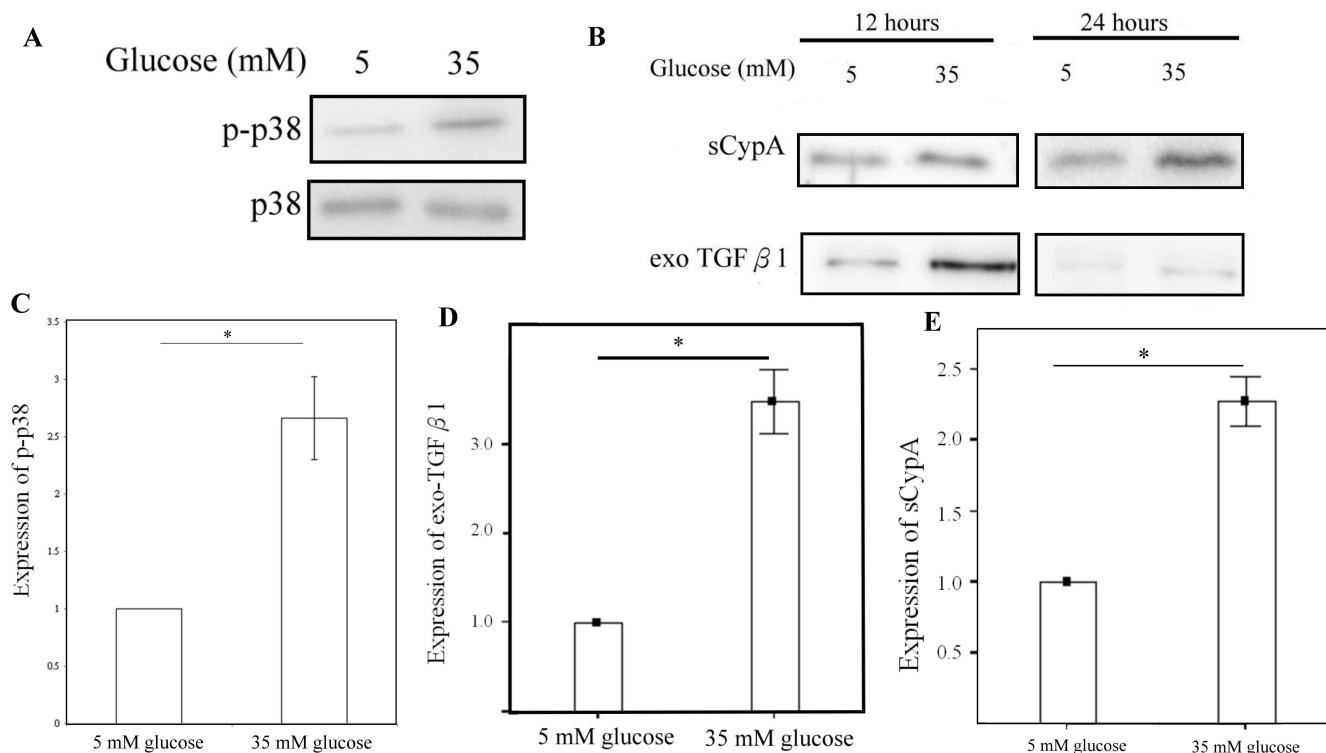 A
Glucose (mM) 5 35
p-p38
p38
B
12 hours 24 hours
Glucose (mM) 5 35 5 35
sCypA
exo TGF β 1
C
Expression of p-p38
3.5
3
2.5
2
1.5
1
0.5
0
*
5 mM glucose 35 mM glucose
D
Expression of exo-TGF β 1
3.0
2.0
1.0
*
5 mM glucose 35 mM glucose
E
Expression of sCypA
2.5
2.0
1.5
1.0
0.5
*
5 mM glucose 35 mM glucose